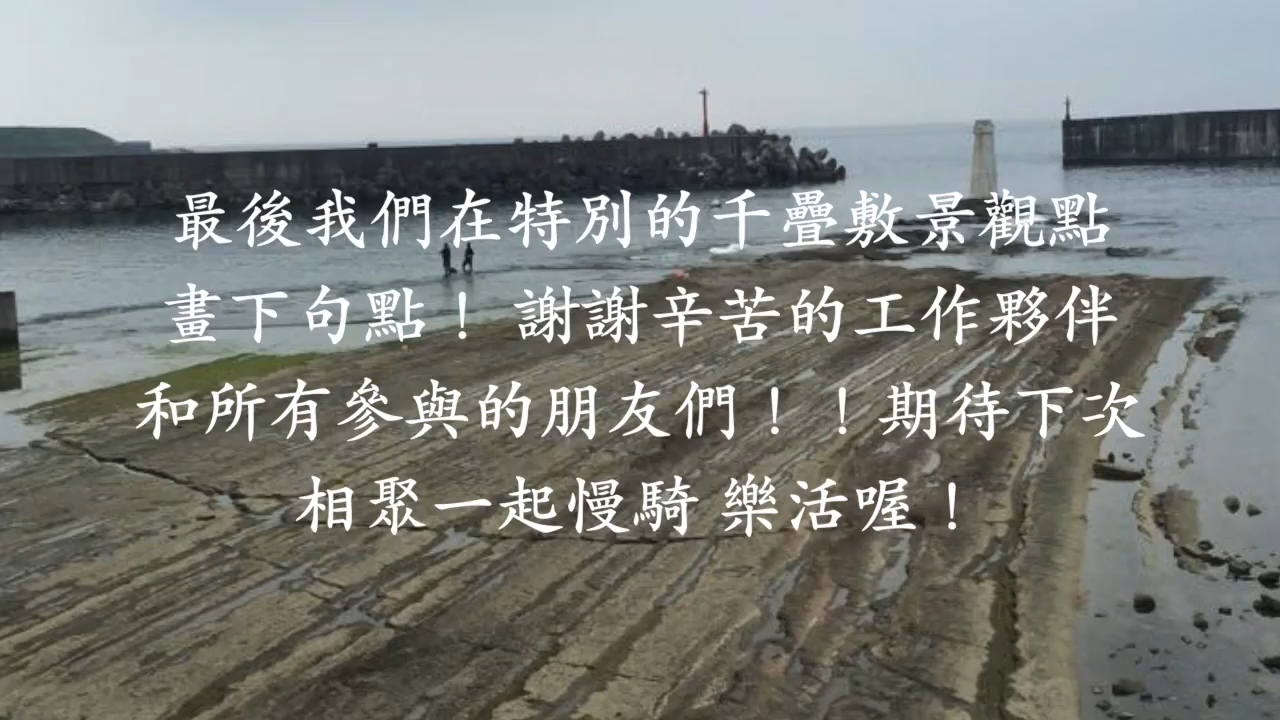 最後我們在特別的千疊敷景觀點
畫下句點！ 謝謝辛苦的工作夥伴
和所有參與的朋友們！！期待下次
相聚一起慢騎 樂活喔！